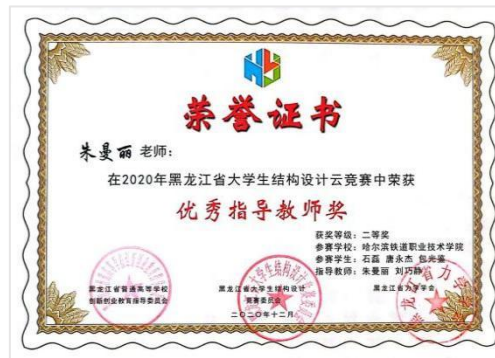 荣誉证书
朱曼丽 老师：
在2020年黑龙江省大学生结构设计云竞赛中荣获
优秀指导教师奖
获奖等级：二等奖
参赛学校：哈尔滨铁道职业技术学院
参赛学生：石磊 唐永杰 包光鉴
指导教师：朱曼丽 刘巧静
黑龙江省普通高等学校
创新创业教育指导委员会
黑龙江省大学生结构设计
竞赛委员会
黑龙江省力学学会
二〇二〇年十二月